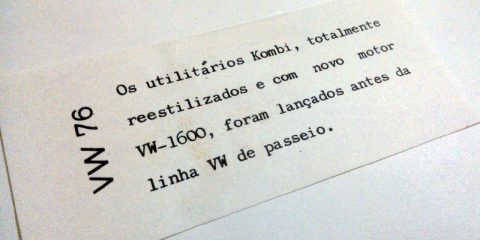 VW 76
Os utilitários Kombi, totalmente
reestilizados e com novo motor
VW-1600, foram lançados antes da
linha VW de passeio.